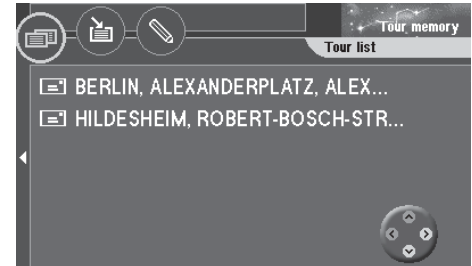 Tour memory
Tour list
BERLIN, ALEXANDERPLATZ, ALEX...
HILDESHEIM, ROBERT-BOSCH-STR...